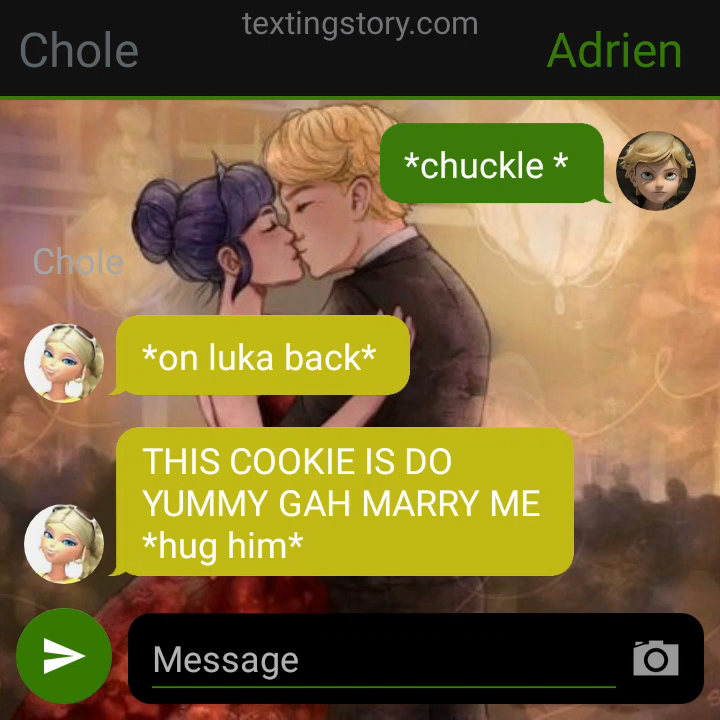 textingstory.com
Chole
Adrien
*chuckle *
Chole
*on luka back*
THIS COOKIE IS DO
YUMMY GAH MARRY ME
*hug him*
Message